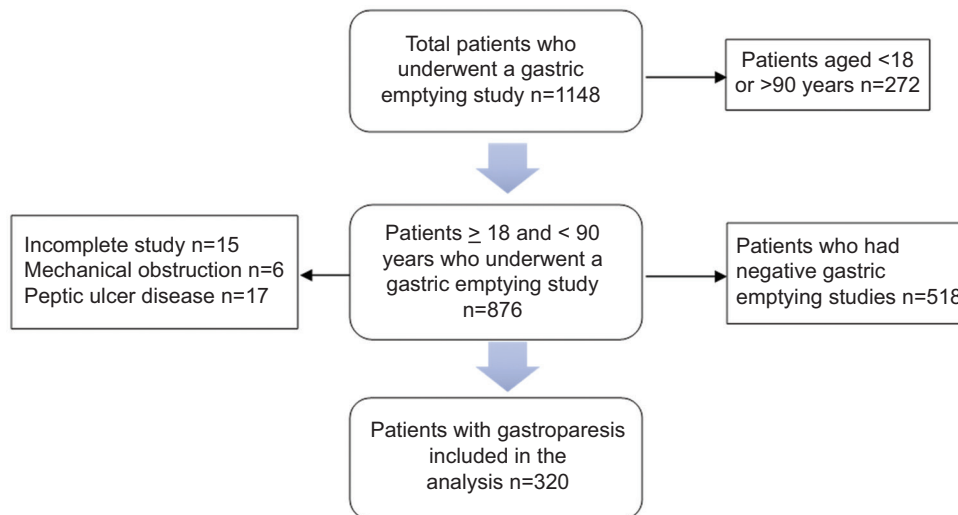 Total patients who
underwent a gastric
emptying study n=1148
Patients aged <18
or >90 years n=272
Incomplete study n=15
Mechanical obstruction n=6
Peptic ulcer disease n=17
Patients ≥ 18 and < 90
years who underwent a
gastric emptying study
n=876
Patients who had
negative gastric
emptying studies n=518
Patients with gastroparesis
included in the
analysis n=320